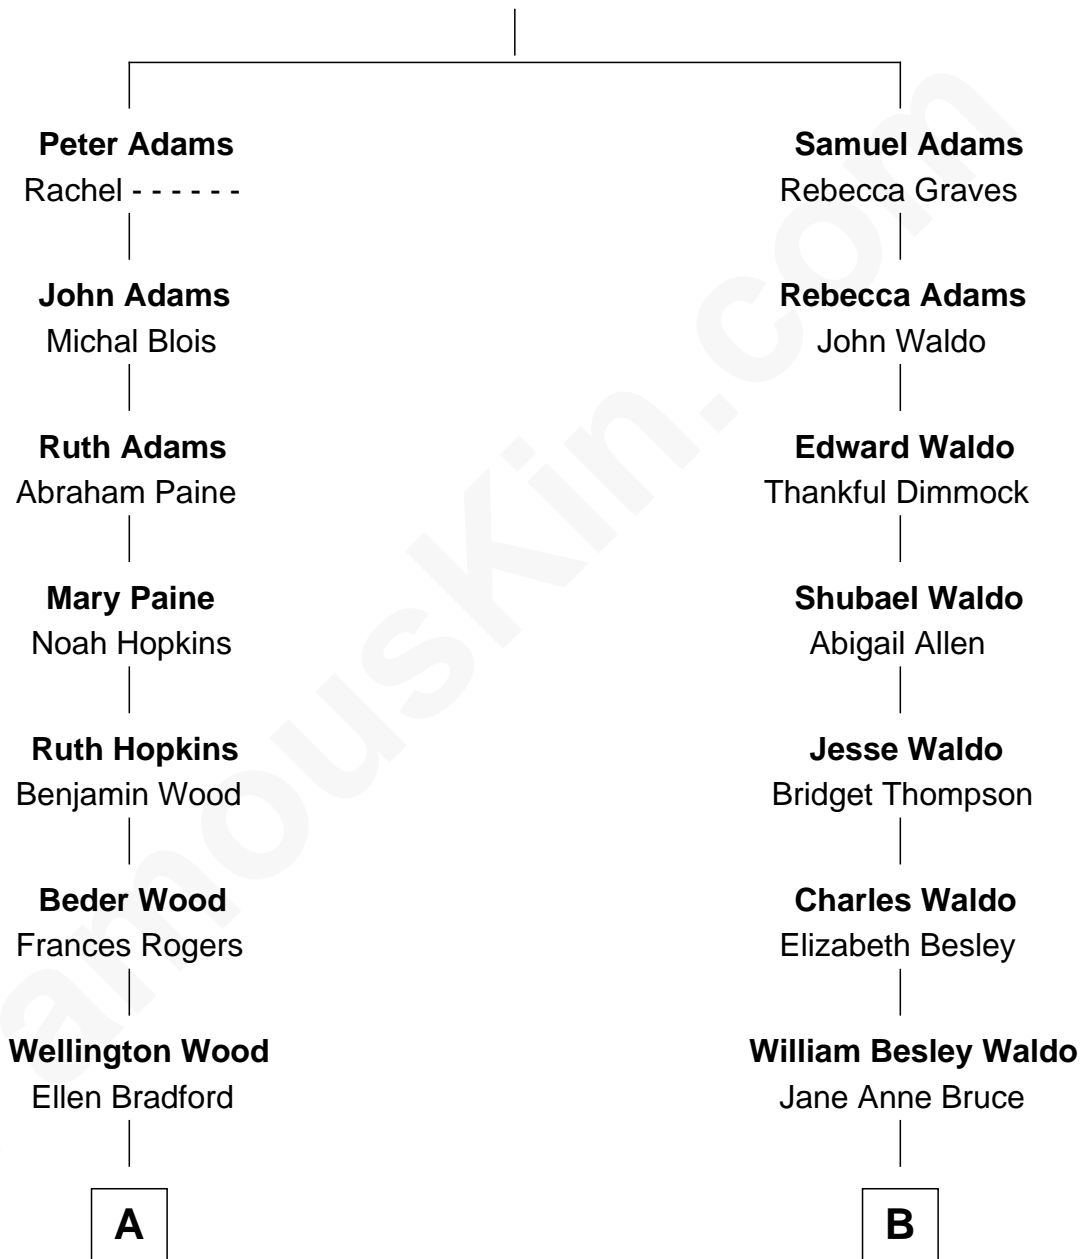 Peter Adams
Rachel - - - - - -
John Adams
Michal Blois
Ruth Adams
Abraham Paine
Mary Paine
Noah Hopkins
Ruth Hopkins
Benjamin Wood
Beder Wood
Frances Rogers
Wellington Wood
Ellen Bradford
A
Samuel Adams
Rebecca Graves
Rebecca Adams
John Waldo
Edward Waldo
Thankful Dimmock
Shubael Waldo
Abigail Allen
Jesse Waldo
Bridget Thompson
Charles Waldo
Elizabeth Besley
William Besley Waldo
Jane Anne Bruce
B
amousKin.com